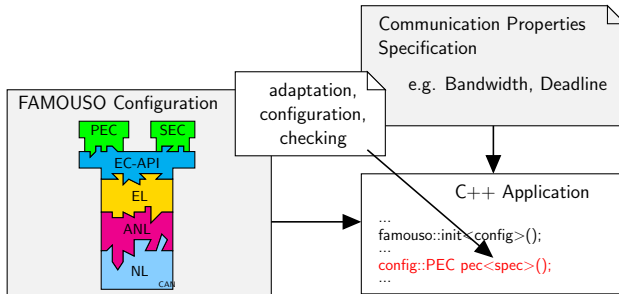 Communication Properties
Specification
e.g. Bandwidth, Deadline
adaptation,
configuration,
checking
FAMOUSO Configuration
PEC
SEC
EC-API
EL
ANL
NL
CAN
C++ Application
...
famouso::init<config>();
...
config::PEC pec<spec>();
...